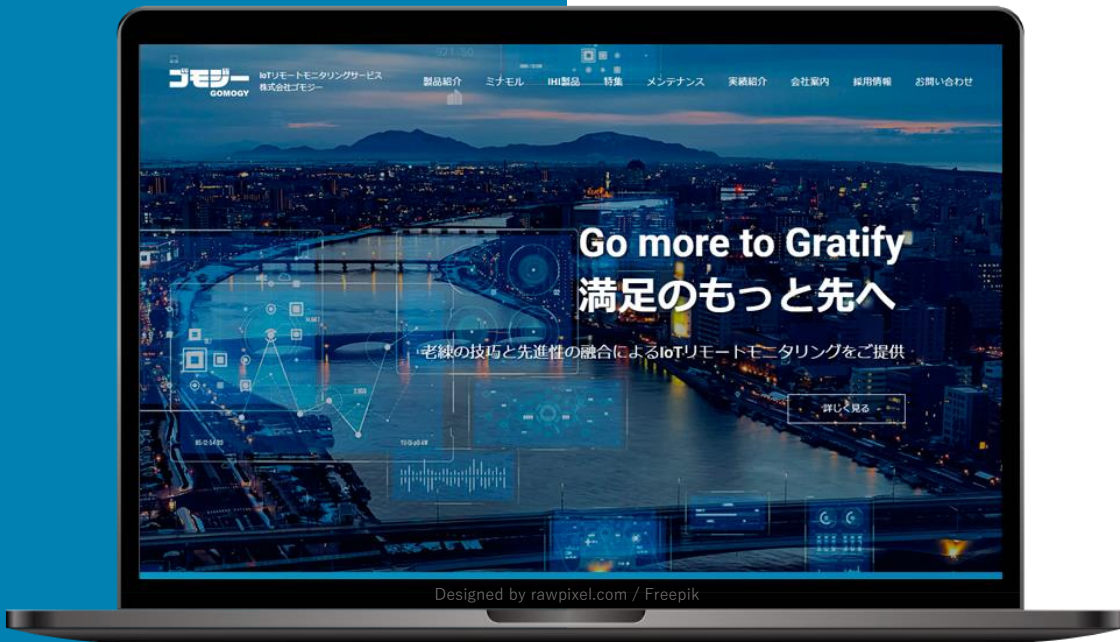 ゴモジー
GOMOGY
IoTリモートモニタリングサービス
株式会社ゴモジー
製品紹介 ミナモル IHI製品 特集 メンテナンス 実績紹介 会社案内 採用情報 お問い合わせ
Go more to Gratify
満足のもっと先へ
老練の技巧と先進性の融合によるIoTリモートモニタリングをご提供
詳しく見る
Designed by rawpixel.com / Freepik